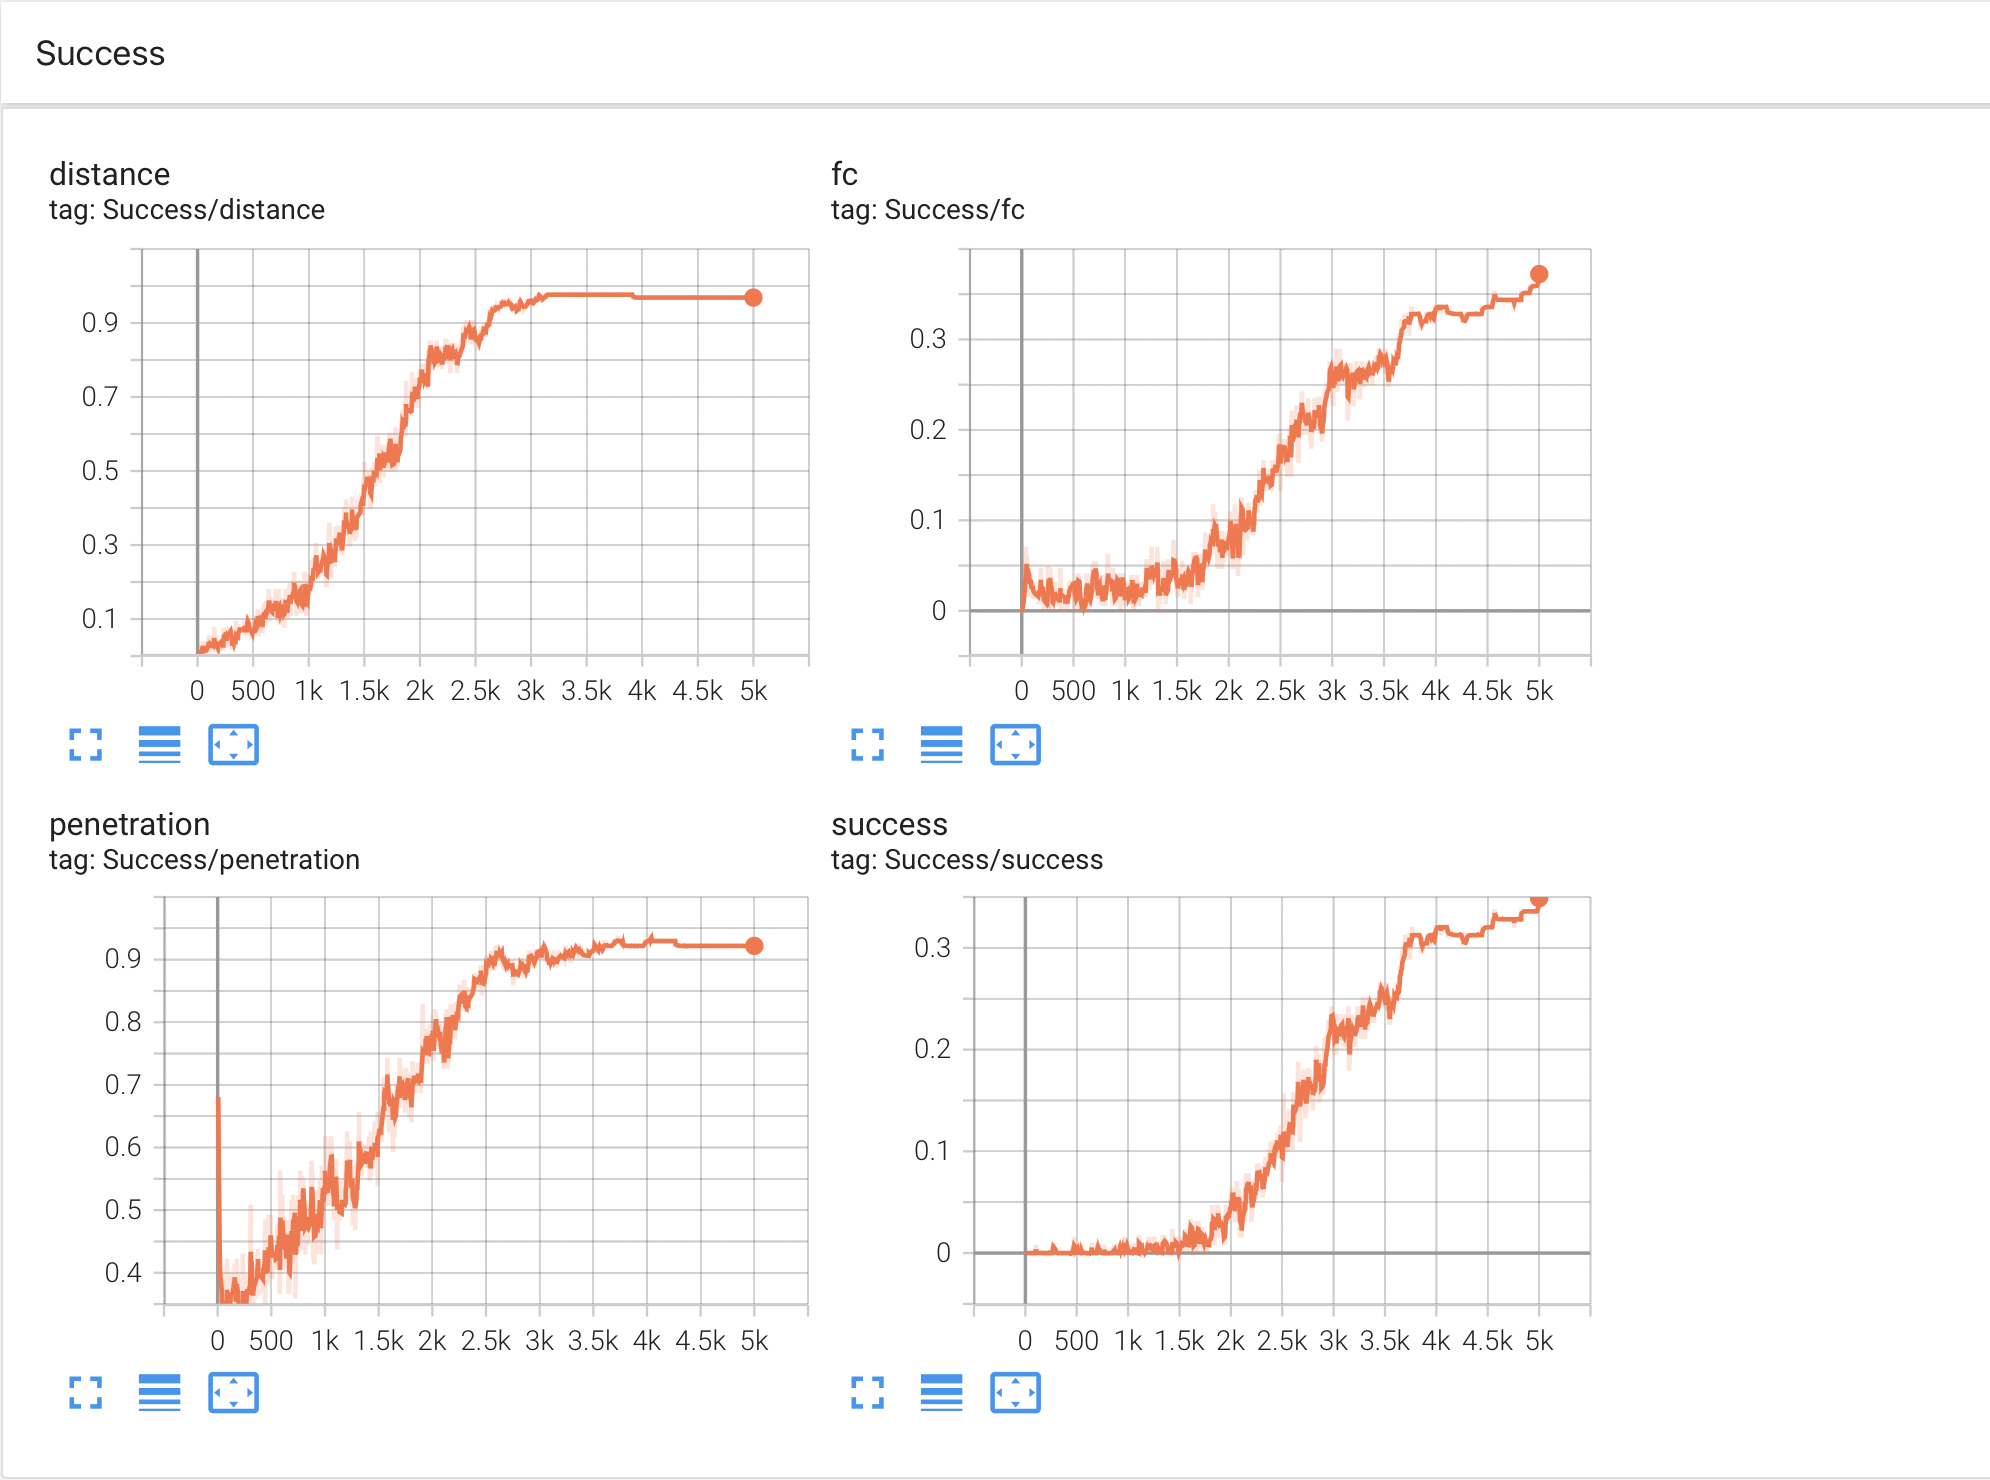 Success
distance
tag: Success/distance
0.9
0.7
0.5
0.3
0.1
0 500 1k 1.5k 2k 2.5k 3k 3.5k 4k 4.5k 5k
fc
tag: Success/fc
0.3
0.2
0.1
0
0 500 1k 1.5k 2k 2.5k 3k 3.5k 4k 4.5k 5k
penetration
tag: Success/penetration
0.9
0.8
0.7
0.6
0.5
0.4
0 500 1k 1.5k 2k 2.5k 3k 3.5k 4k 4.5k 5k
success
tag: Success/success
0.3
0.2
0.1
0
0 500 1k 1.5k 2k 2.5k 3k 3.5k 4k 4.5k 5k